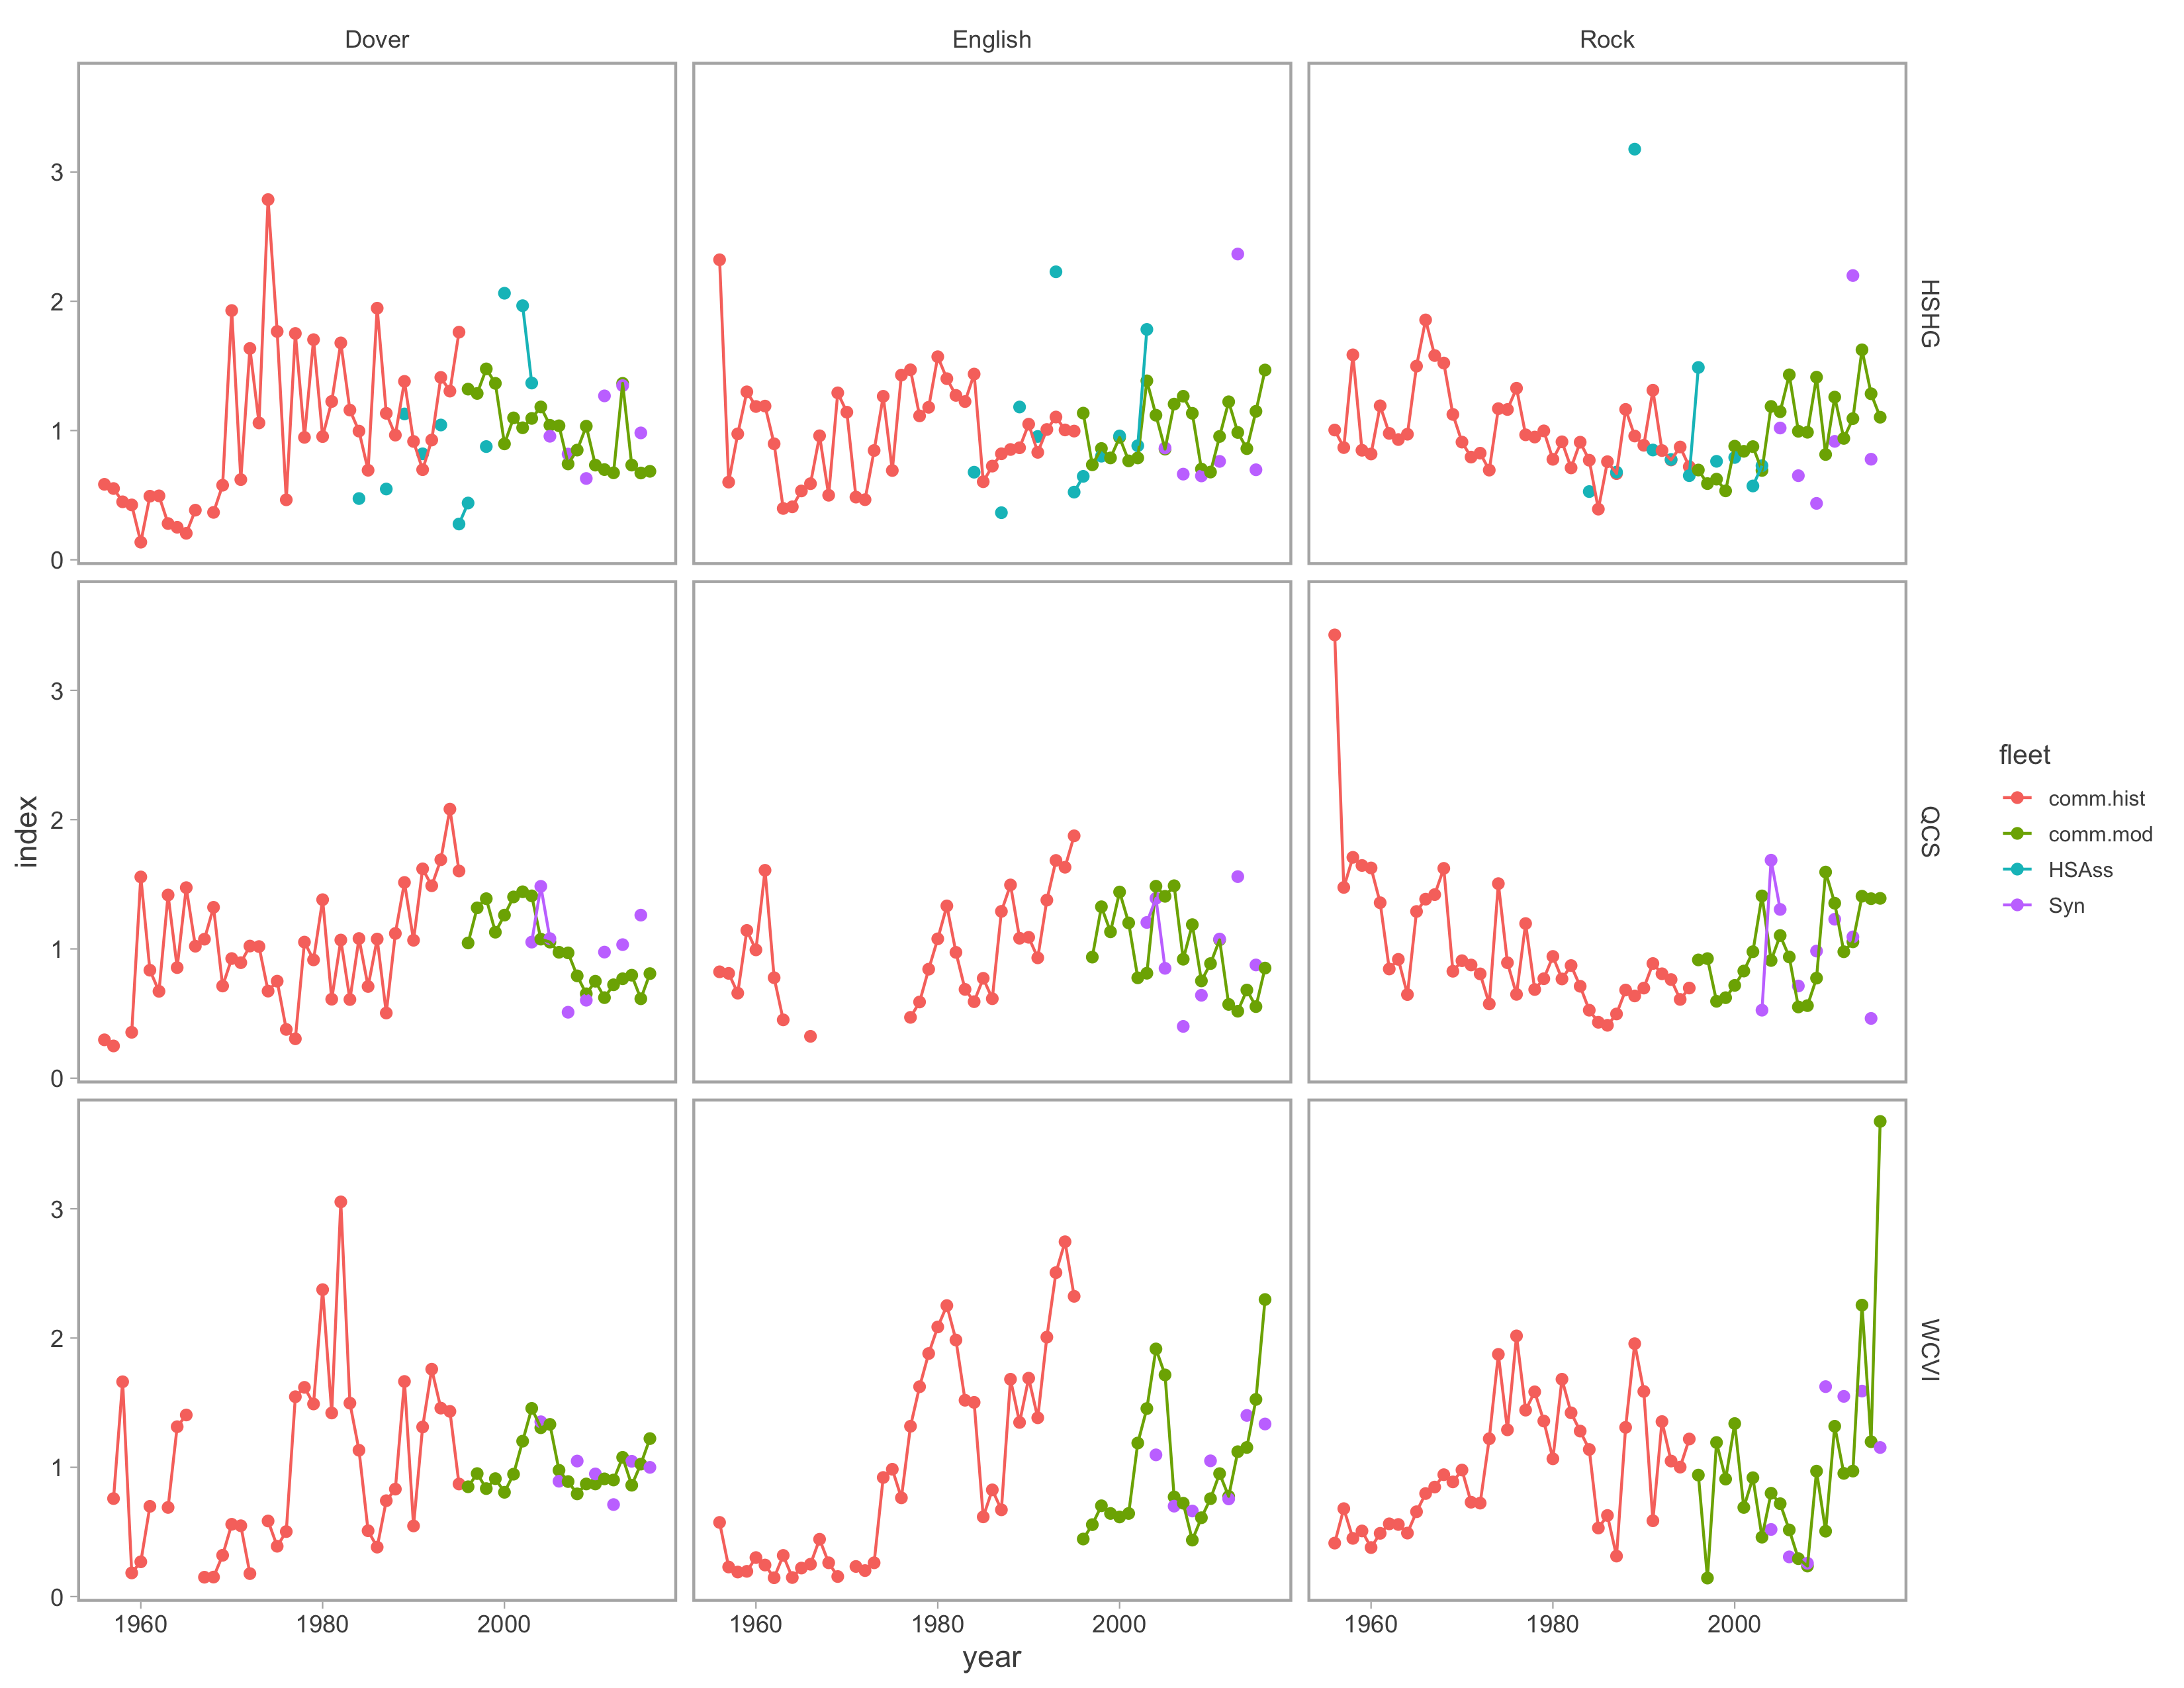 Dover English Rock
3
2
1
0
HSHG
3
2
1
0
QCS
3
2
1
0
WCVI
1960 1980 2000 1960 1980 2000 1960 1980 2000
year
index
fleet
comm.hist
comm.mod
HSAss
Syn